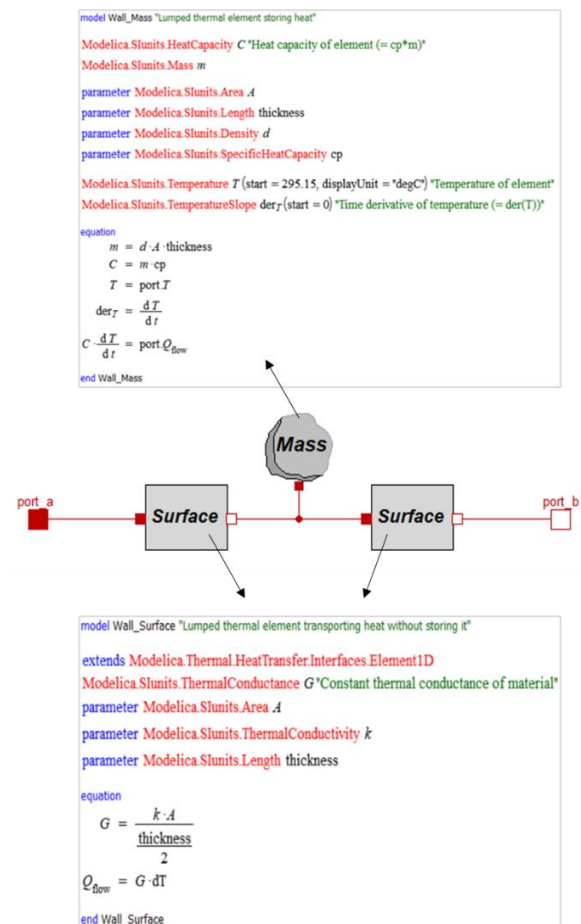 model Wall_Mass "Lumped thermal element storing heat"
Modelica.SIunits.HeatCapacity C "Heat capacity of element (= cp*m)"
Modelica.SIunits.Mass m
parameter Modelica.SIunits.Area A
parameter Modelica.SIunits.Length thickness
parameter Modelica.SIunits.Density d
parameter Modelica.SIunits.SpecificHeatCapacity cp
Modelica.SIunits.Temperature T (start = 295.15, displayUnit = "degC") "Temperature of element"
Modelica.SIunits.TemperatureSlope der_T (start = 0) "Time derivative of temperature (= der(T))"
equation
m = d·A·thickness
C = m·cp
T = port.T
der_T = dT/dt
C·dT/dt = port.Q_flow
end Wall_Mass
Mass
port_a
Surface
Surface
port_b
model Wall_Surface "Lumped thermal element transporting heat without storing it"
extends Modelica.Thermal.HeatTransfer.Interfaces.Element1D
Modelica.SIunits.ThermalConductance G "Constant thermal conductance of material"
parameter Modelica.SIunits.Area A
parameter Modelica.SIunits.ThermalConductivity k
parameter Modelica.SIunits.Length thickness
equation
G = k·A/(thickness/2)
Q_flow = G·dT
end Wall_Surface